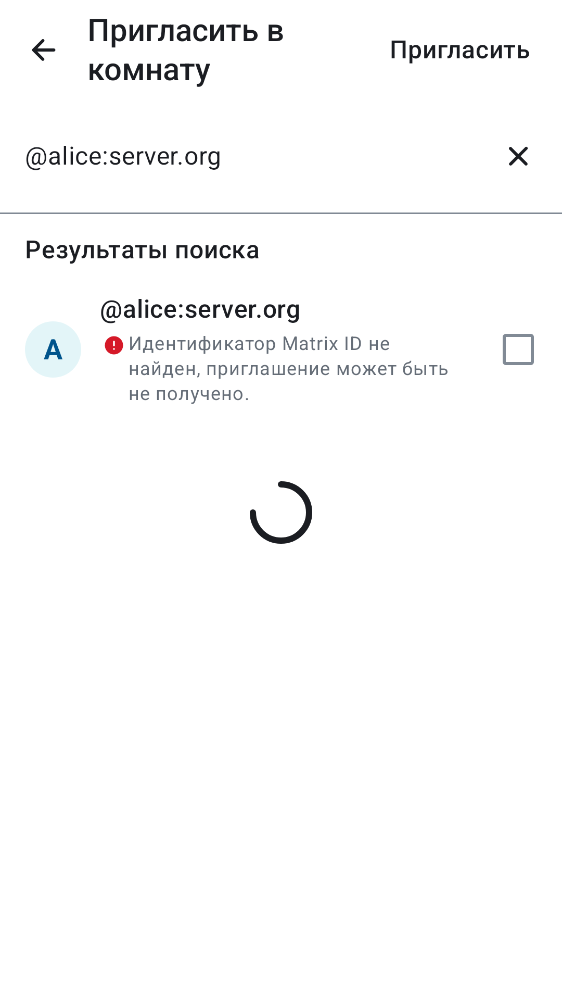 Пригласить в
комнату
Пригласить
@alice:server.org
Результаты поиска
@alice:server.org
A
Идентификатор Matrix ID не
найден, приглашение может быть
не получено.